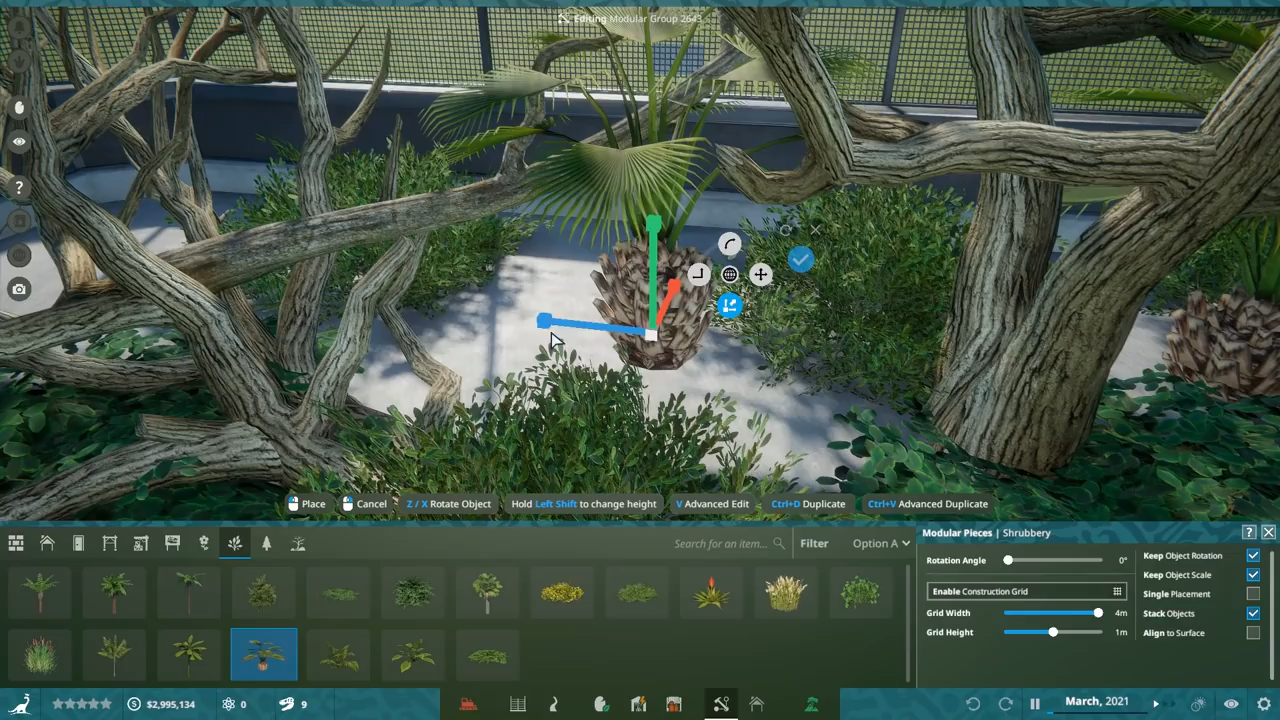 Editing Modular Group 2643
?
Place
Cancel
Z / X Rotate Object
Hold Left Shift to change height
V Advanced Edit
Ctrl+D Duplicate
Ctrl+V Advanced Duplicate
Search for an item...
Filter
Option A
Modular Pieces | Shrubbery
?
Rotation Angle
0°
Enable Construction Grid
Grid Width
4m
Grid Height
1m
Keep Object Rotation
Keep Object Scale
Single Placement
Stack Objects
Align to Surface
$2,995,134
0
9
March, 2021